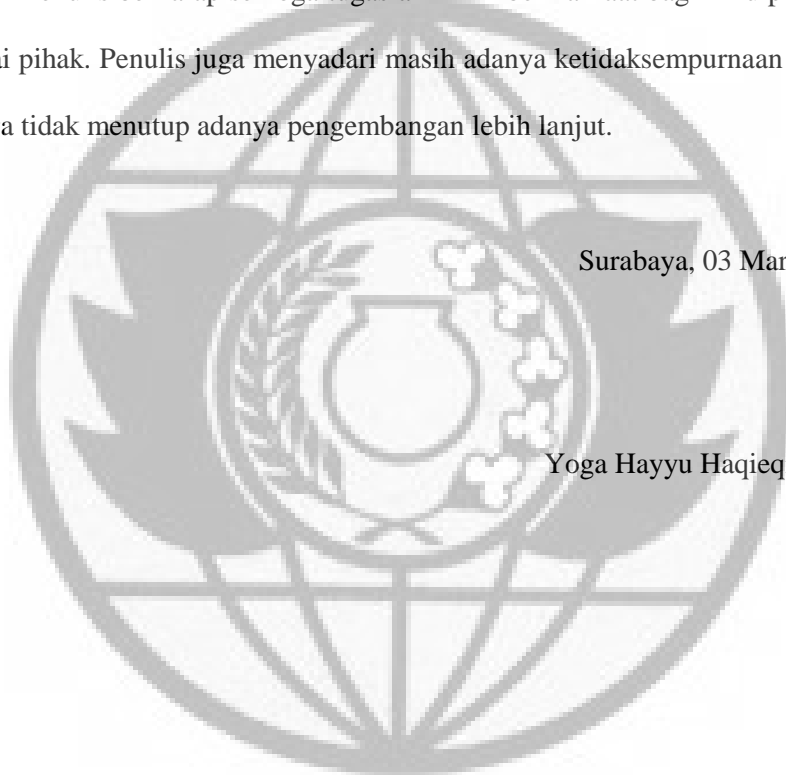 ai pihak. Penulis juga menyadari masih adanya ketidaksempurnaan
a tidak menutup adanya pengembangan lebih lanjut.
Surabaya, 03 Mar
Yoga Hayyu Haqieq